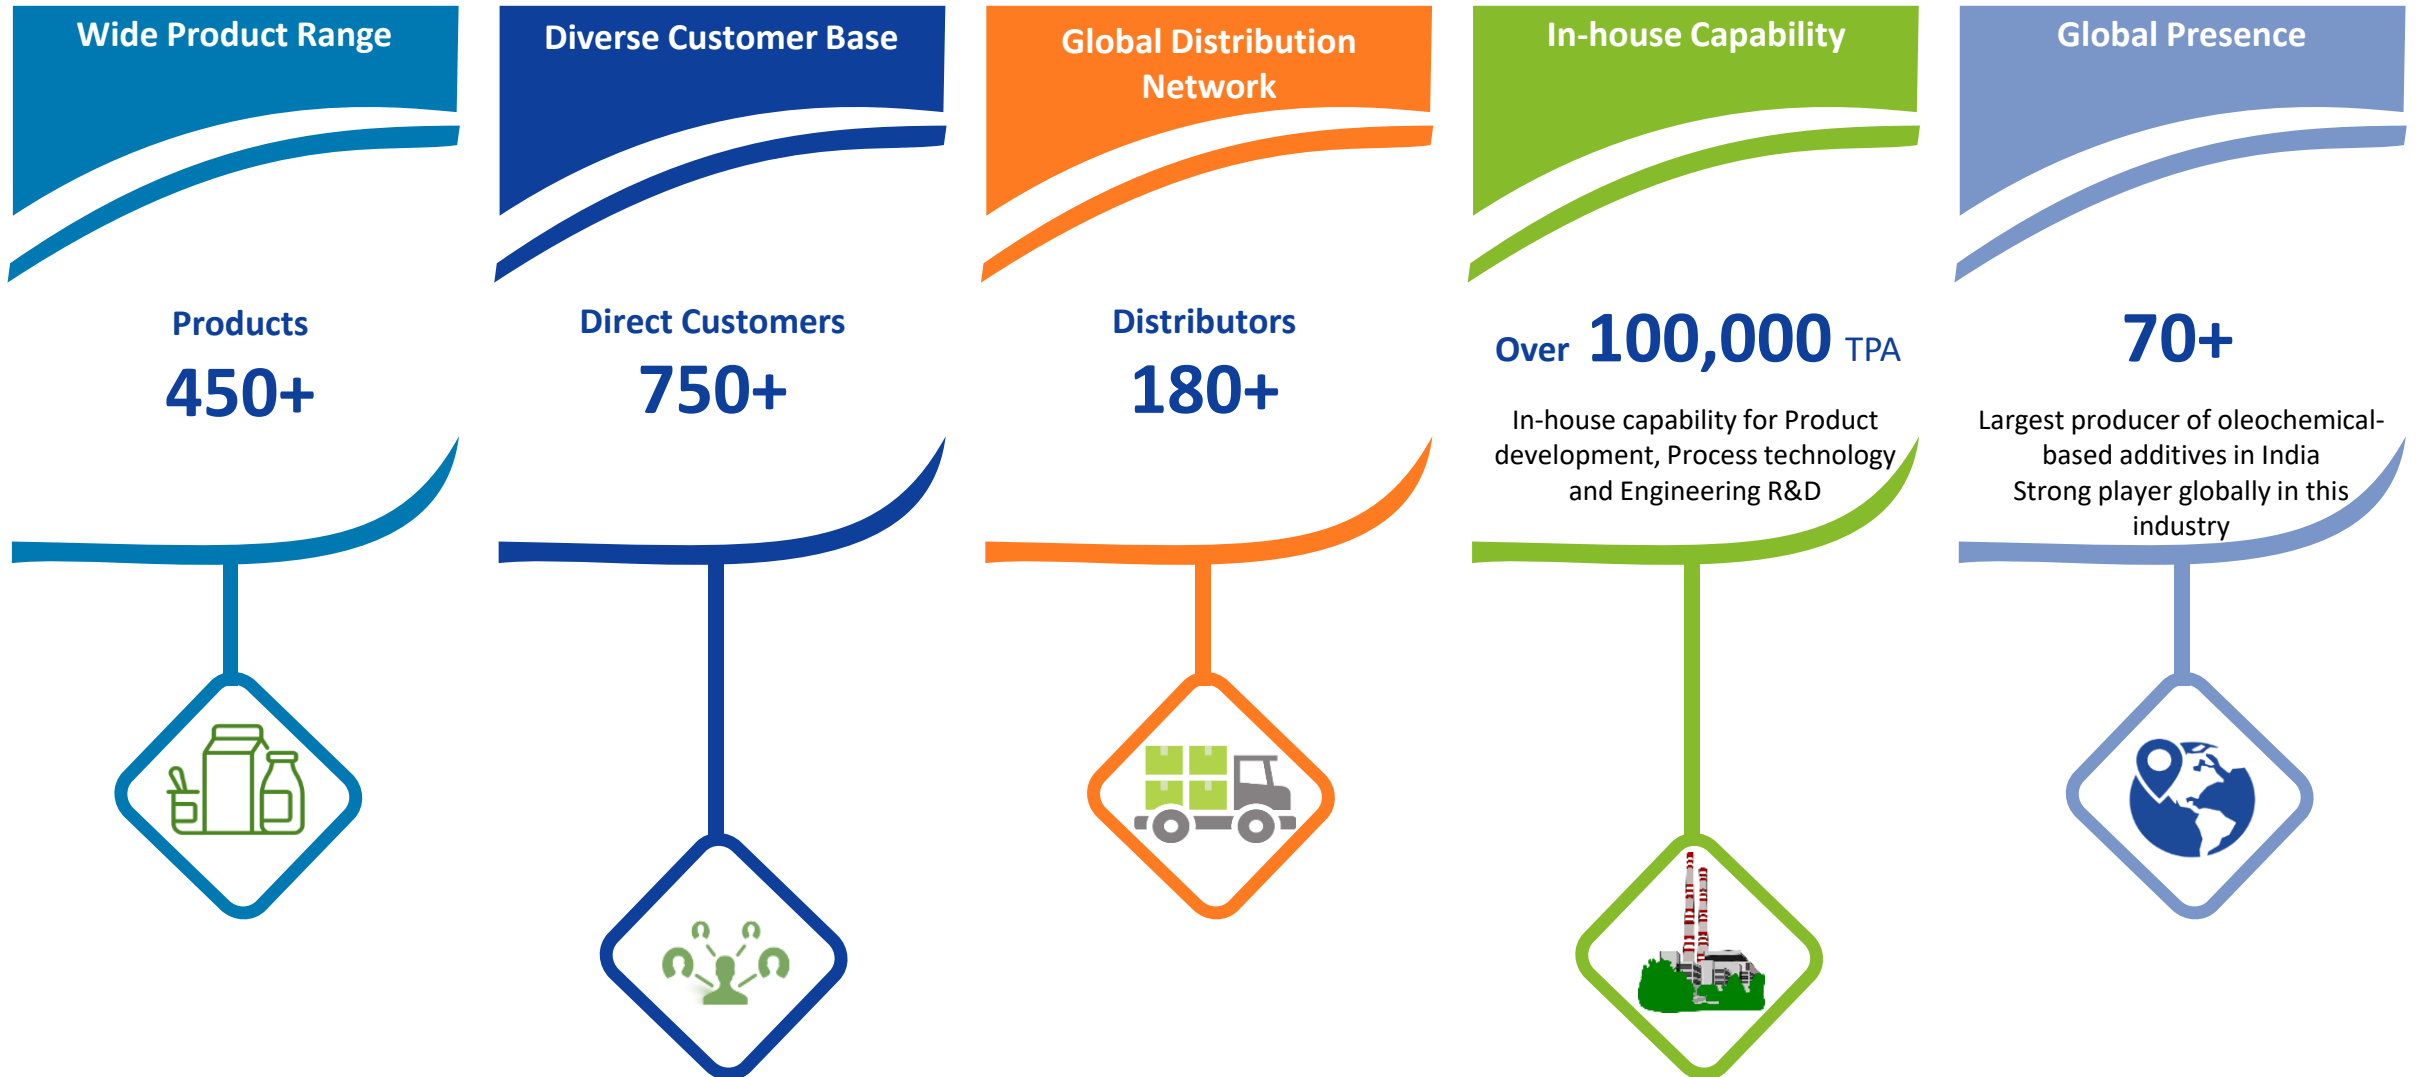 Wide Product Range
Products
450+
Diverse Customer Base
Direct Customers
750+
Global Distribution
Network
Distributors
180+
In-house Capability
Over 100,000 TPA
In-house capability for Product
development, Process technology
and Engineering R&D
Global Presence
70+
Largest producer of oleochemical-
based additives in India
Strong player globally in this
industry